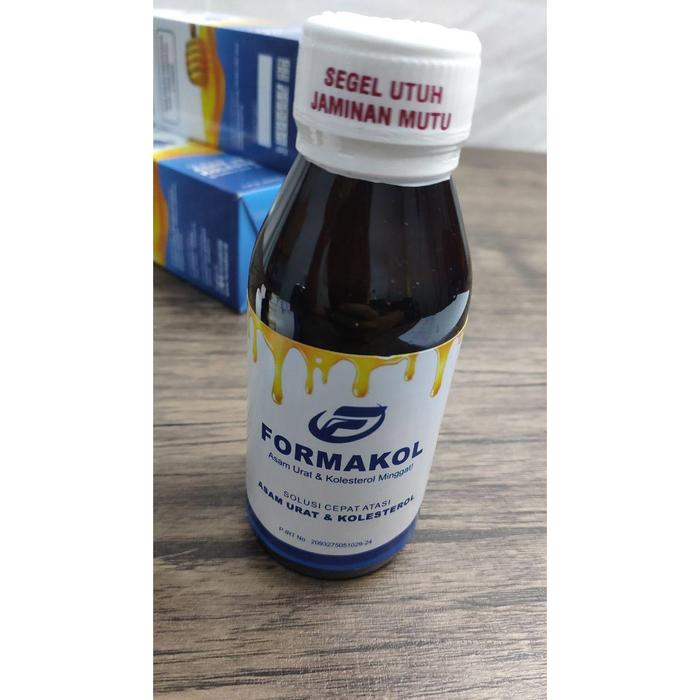 SEGEL UTUH
JAMINAN MUTU
FORMAKOL
Asam Urat & Kolesterol Minggat!
SOLUSI CEPAT ATASI
ASAM URAT & KOLESTEROL
P-IRT No : 2093275051029-24